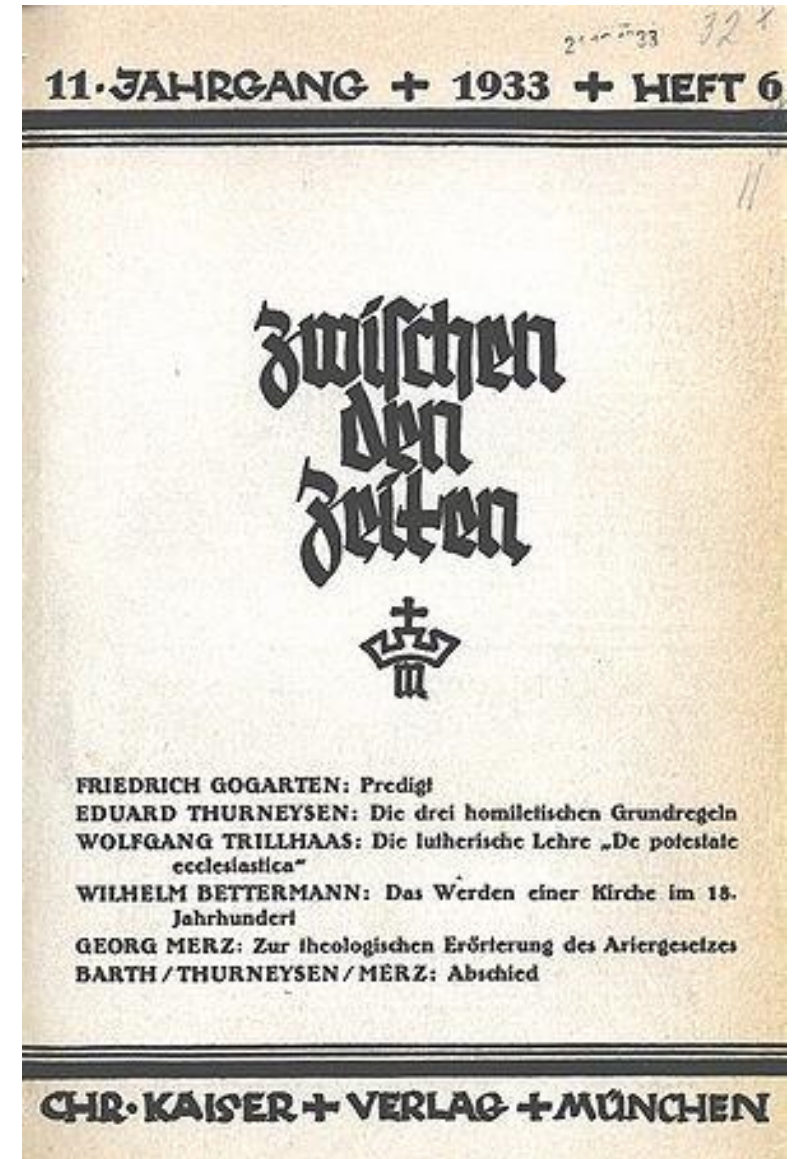 32
11. JAHRGANG + 1933 + HEFT 6
11
Zwischen
den
Zeiten
FRIEDRICH GOGARTEN: Predigt
EDUARD THURNEYSEN: Die drei homiletischen Grundregeln
WOLFGANG TRILLHAAS: Die lutherische Lehre „De potestate
ecclesiastica“
WILHELM BETTERMANN: Das Werden einer Kirche im 18.
Jahrhundert
GEORG MERZ: Zur theologischen Erörterung des Ariergesetzes
BARTH / THURNEYSEN / MERZ: Abschied
CHR. KAISER + VERLAG + MÜNCHEN